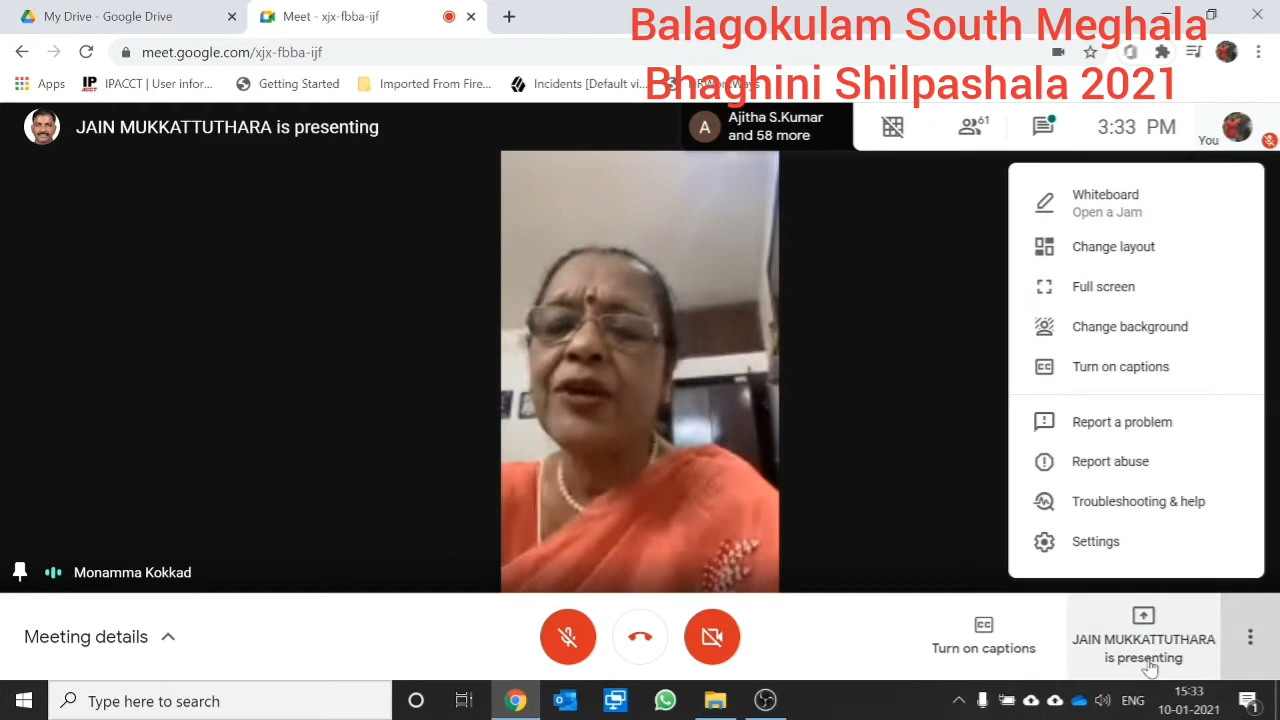 My Drive - Google Drive
Meet - xjx-fbba-ijf
Balagokulam South Meghala
meet.google.com/xjx-fbba-ijf
Apps
IPACCT | User infor...
Getting Started
Imported From Fire...
Incidents [Default vi...
Bhaghini Shilpashala 2021
JAIN MUKKATTUTHARA is presenting
A
Ajitha S.Kumar
and 58 more
61
3:33 PM
You
Whiteboard
Open a Jam
Change layout
Full screen
Change background
Turn on captions
Report a problem
Report abuse
Troubleshooting & help
Settings
Monamma Kokkad
Meeting details
Turn on captions
JAIN MUKKATTUTHARA
is presenting
Type here to search
ENG
15:33
10-01-2021
1